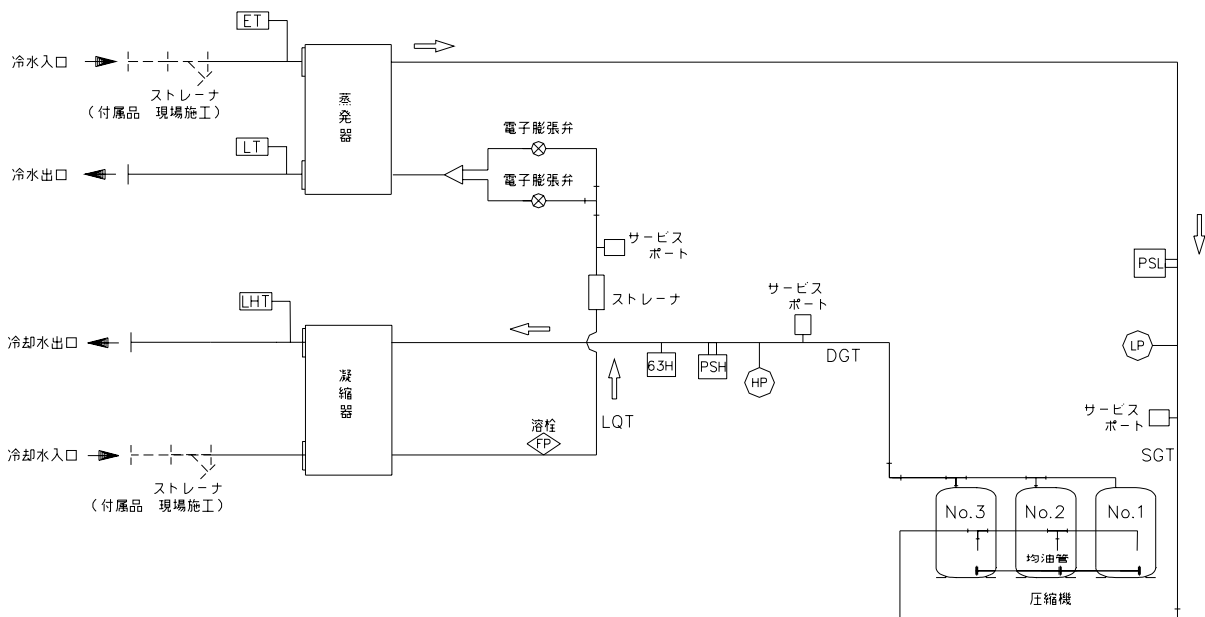 ET
冷水入口
ストレーナ
(付属品 現場施工)
蒸発器
LT
冷水出口
電子膨張弁
電子膨張弁
サービス
ポート
ストレーナ
サービス
ポート
PSL
LHT
冷却水出口
凝縮器
63H
PSH
HP
DGT
LP
LQT
サービス
ポート
SGT
溶栓
FP
冷却水入口
ストレーナ
(付属品 現場施工)
No.3
No.2
No.1
均油管
圧縮機